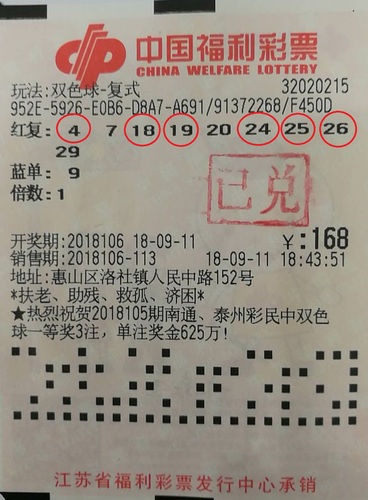 中国福利彩票
CHINA WELFARE LOTTERY
玩法:双色球-复式 32020215
952E-5926-E0B6-D8A7-A691/91372268/F450D
红复: 4 7 18 19 20 24 25 26
29
蓝单: 9
倍数:1
已兑
开奖期:2018106 18-09-11 ¥:168
销售期:2018106-113 18-09-11 18:43:51
地址:惠山区洛社镇人民中路152号
*扶老、助残、救孤、济困*
★热烈祝贺2018105期南通、泰州彩民中双色
球一等奖3注，单注奖金625万!
江苏省福利彩票发行中心承销